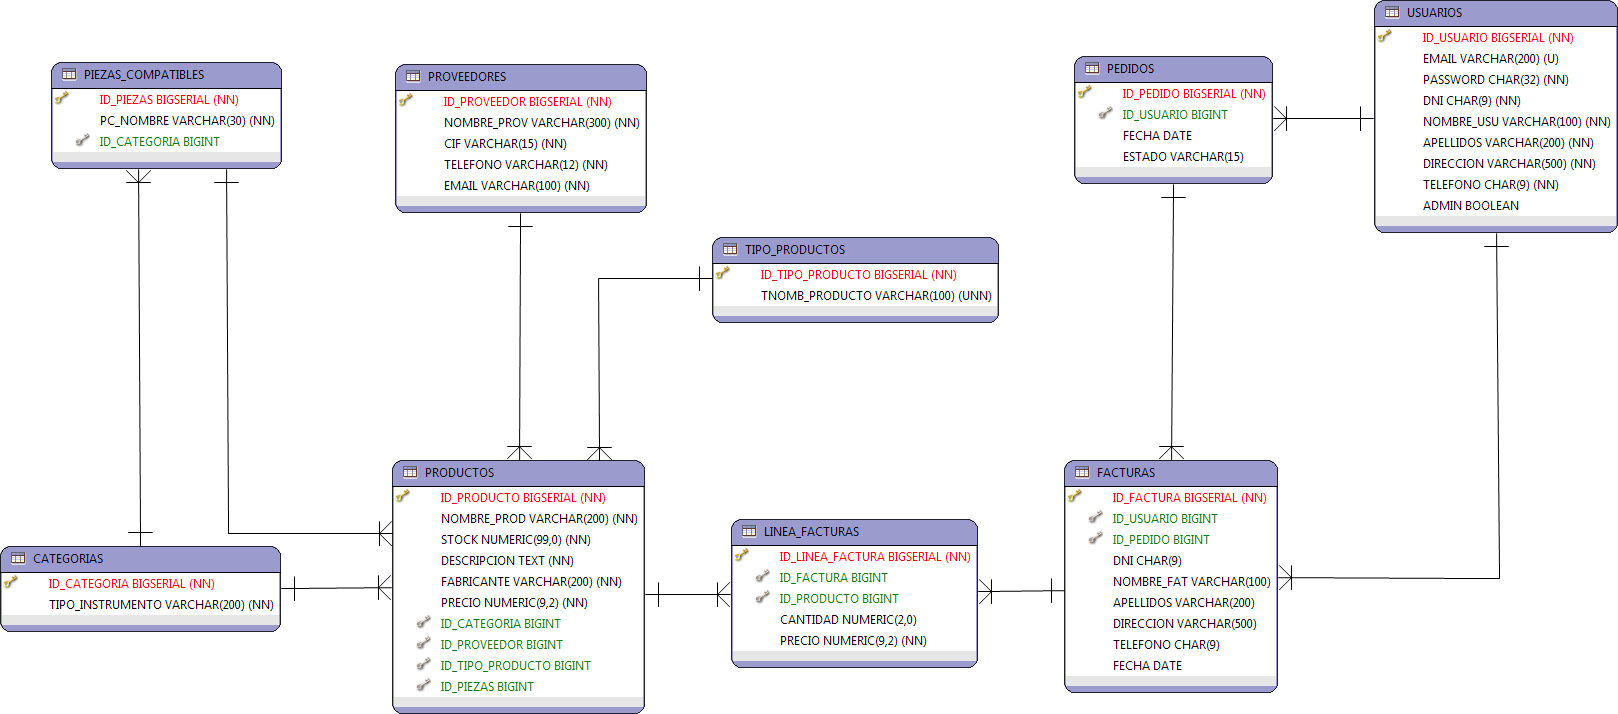 PIEZAS_COMPATIBLES
ID_PIEZAS BIGSERIAL (NN)
PC_NOMBRE VARCHAR(30) (NN)
ID_CATEGORIA BIGINT
PROVEEDORES
ID_PROVEEDOR BIGSERIAL (NN)
NOMBRE_PROV VARCHAR(300) (NN)
CIF VARCHAR(15) (NN)
TELEFONO VARCHAR(12) (NN)
EMAIL VARCHAR(100) (NN)
TIPO_PRODUCTOS
ID_TIPO_PRODUCTO BIGSERIAL (NN)
TNOMB_PRODUCTO VARCHAR(100) (UNN)
PEDIDOS
ID_PEDIDO BIGSERIAL (NN)
ID_USUARIO BIGINT
FECHA DATE
ESTADO VARCHAR(15)
USUARIOS
ID_USUARIO BIGSERIAL (NN)
EMAIL VARCHAR(200) (U)
PASSWORD CHAR(32) (NN)
DNI CHAR(9) (NN)
NOMBRE_USU VARCHAR(100) (NN)
APELLIDOS VARCHAR(200) (NN)
DIRECCION VARCHAR(500) (NN)
TELEFONO CHAR(9) (NN)
ADMIN BOOLEAN
CATEGORIAS
ID_CATEGORIA BIGSERIAL (NN)
TIPO_INSTRUMENTO VARCHAR(200) (NN)
PRODUCTOS
ID_PRODUCTO BIGSERIAL (NN)
NOMBRE_PROD VARCHAR(200) (NN)
STOCK NUMERIC(99,0) (NN)
DESCRIPCION TEXT (NN)
FABRICANTE VARCHAR(200) (NN)
PRECIO NUMERIC(9,2) (NN)
ID_CATEGORIA BIGINT
ID_PROVEEDOR BIGINT
ID_TIPO_PRODUCTO BIGINT
ID_PIEZAS BIGINT
LINEA_FACTURAS
ID_LINEA_FACTURA BIGSERIAL (NN)
ID_FACTURA BIGINT
ID_PRODUCTO BIGINT
CANTIDAD NUMERIC(2,0)
PRECIO NUMERIC(9,2) (NN)
FACTURAS
ID_FACTURA BIGSERIAL (NN)
ID_USUARIO BIGINT
ID_PEDIDO BIGINT
DNI CHAR(9)
NOMBRE_FAT VARCHAR(100)
APELLIDOS VARCHAR(200)
DIRECCION VARCHAR(500)
TELEFONO CHAR(9)
FECHA DATE